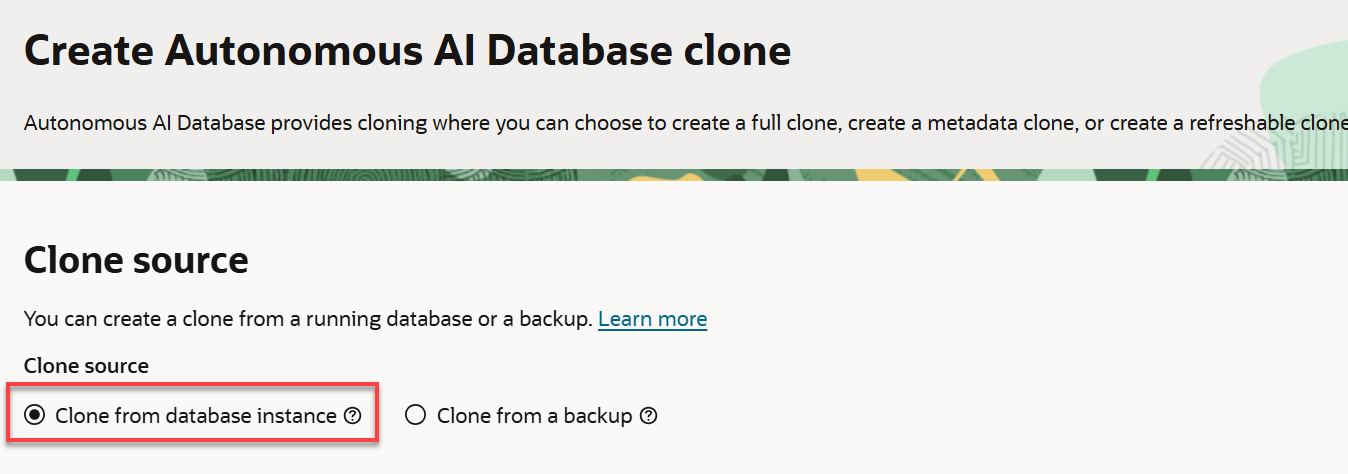 Create Autonomous AI Database clone
Autonomous AI Database provides cloning where you can choose to create a full clone, create a metadata clone, or create a refreshable clone
Clone source
You can create a clone from a running database or a backup. Learn more
Clone source
Clone from database instance ? Clone from a backup ?